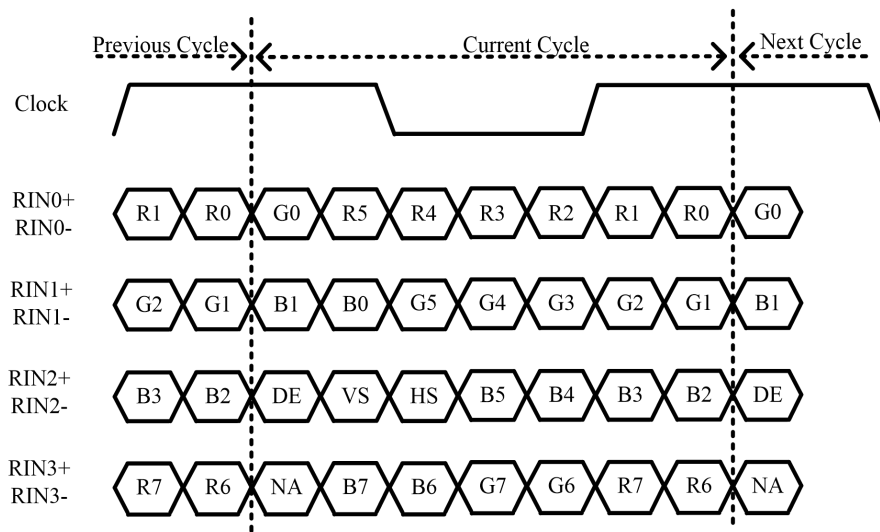 Previous Cycle Current Cycle Next Cycle
Clock
RIN0+
RIN0-
R1 R0 G0 R5 R4 R3 R2 R1 R0 G0
RIN1+
RIN1-
G2 G1 B1 B0 G5 G4 G3 G2 G1 B1
RIN2+
RIN2-
B3 B2 DE VS HS B5 B4 B3 B2 DE
RIN3+
RIN3-
R7 R6 NA B7 B6 G7 G6 R7 R6 NA